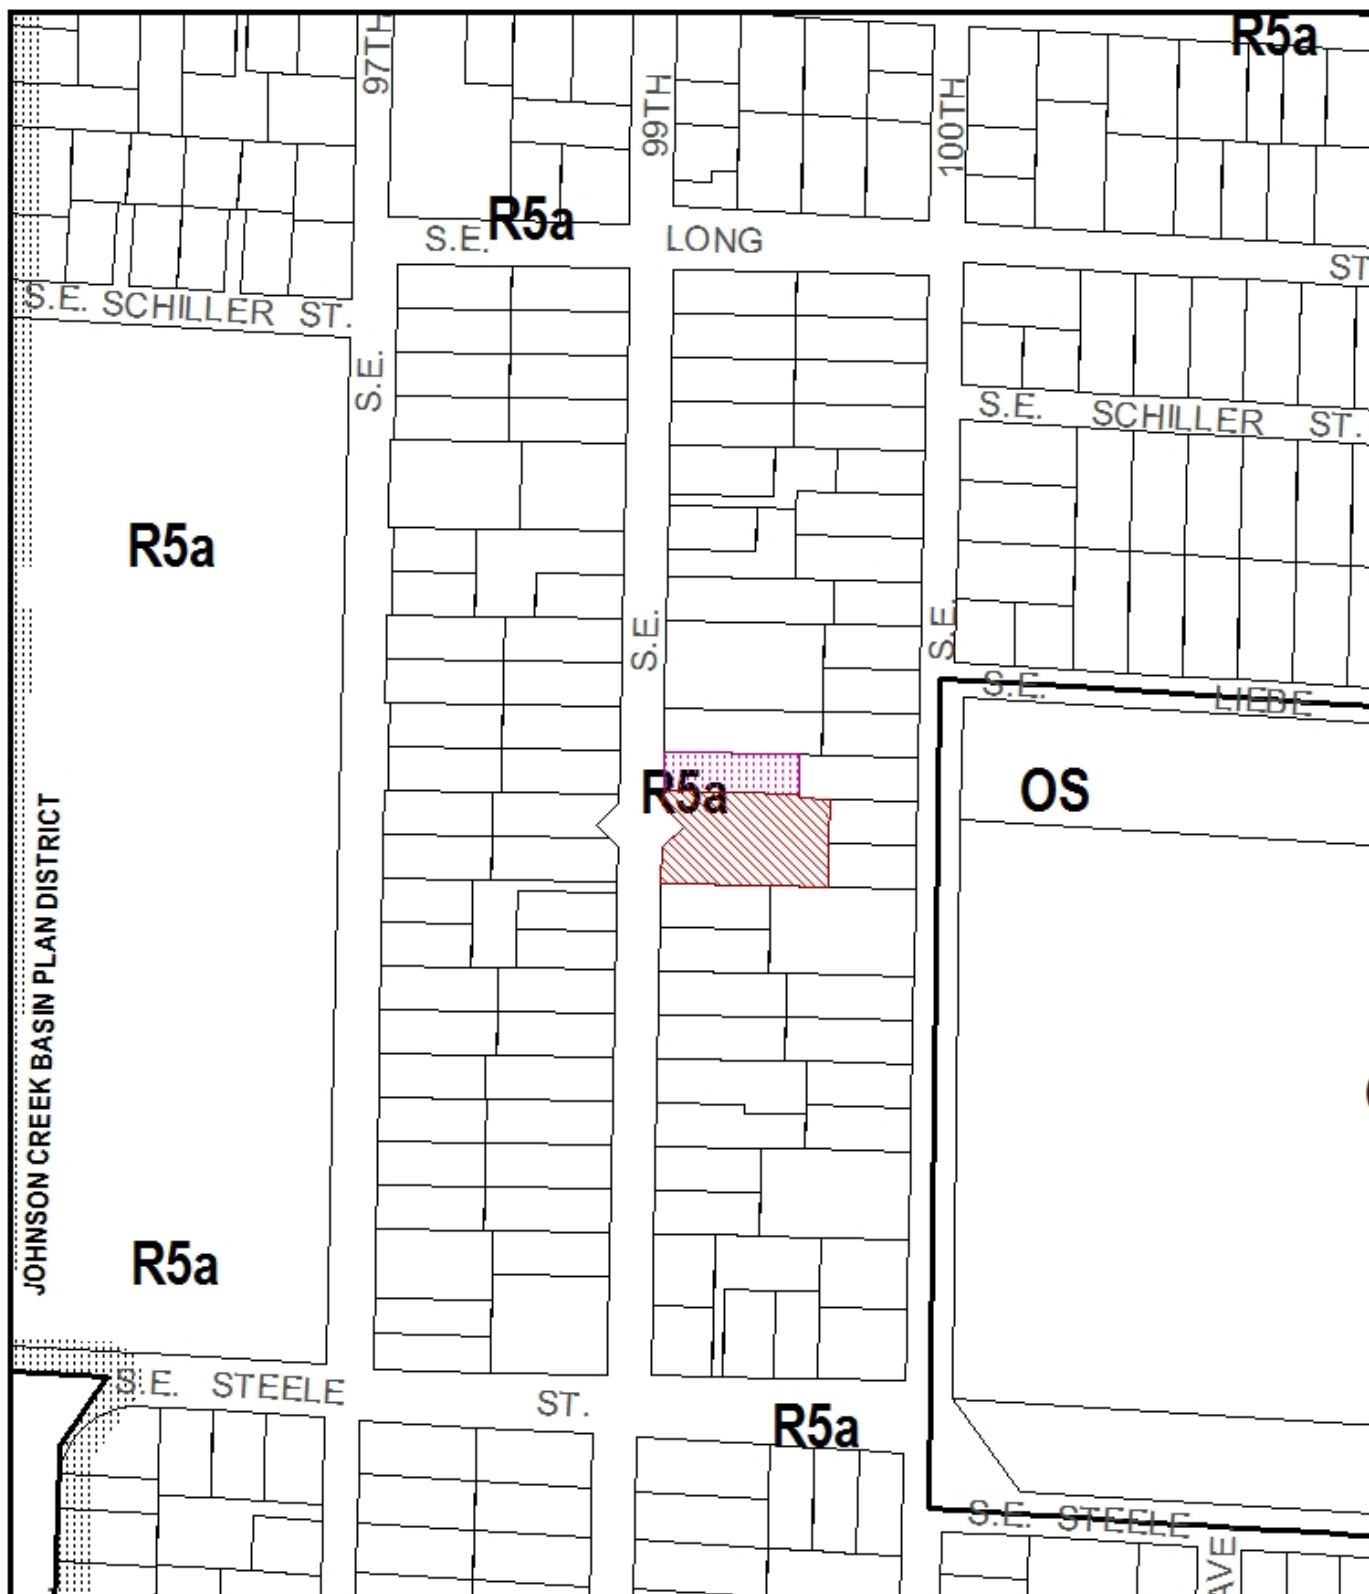 R5a
97TH
99TH
100TH
R5a
S.E.
LONG
ST
S.E. SCHILLER ST.
S.E.
S.E. SCHILLER ST.
R5a
S.E.
S.E.
S.E. LIEBE
R5a
OS
JOHNSON CREEK BASIN PLAN DISTRICT
R5a
S.E. STEELE ST.
R5a
S.E. STEELE
AVE